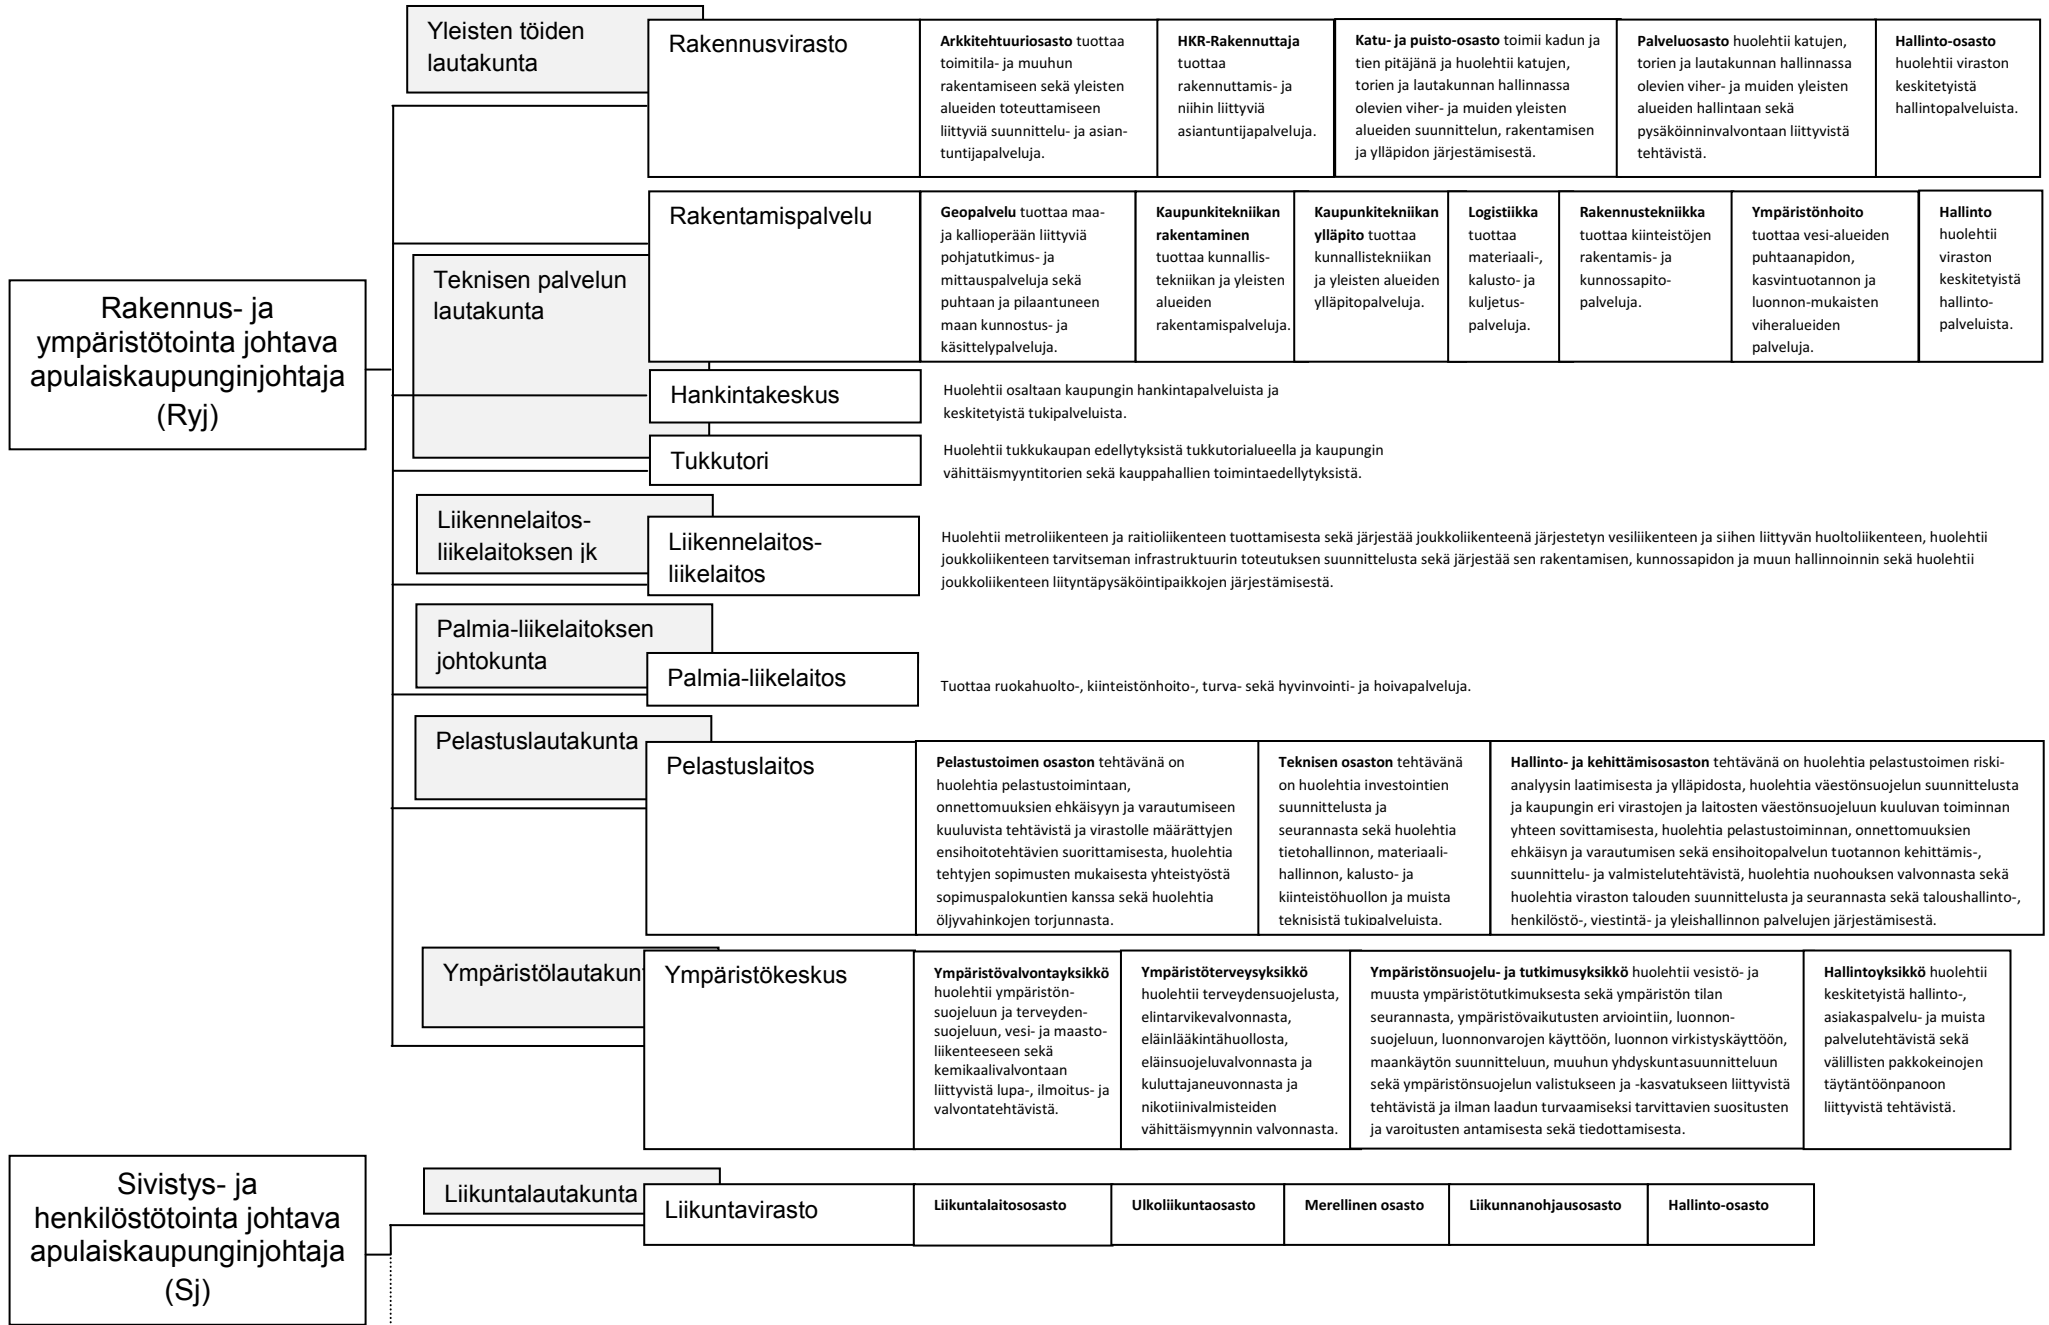 Rakennus- ja
ympäristötointa johtava
apulaiskaupunginjohtaja
(Ryj)
Yleisten töiden
lautakunta
Rakennusvirasto
Arkkitehtuuriosasto tuottaa
toimitila- ja muuhun
rakentamiseen sekä yleisten
alueiden toteuttamiseen
liittyviä suunnittelu- ja asian-
tuntijapalveluja.
HKR-Rakennuttaja
tuottaa
rakennuttamis- ja
niihin liittyviä
asiantuntijapalveluja.
Katu- ja puisto-osasto toimii kadun ja
tien pitäjänä ja huolehtii katujen,
torien ja lautakunnan hallinnassa
olevien viher- ja muiden yleisten
alueiden suunnittelun, rakentamisen
ja ylläpidon järjestämisestä.
Palveluosasto huolehtii katujen,
torien ja lautakunnan hallinnassa
olevien viher- ja muiden yleisten
alueiden hallintaan sekä
pysäköinninvalvontaan liittyvistä
tehtävistä.
Hallinto-osasto
huolehtii viraston
keskitetyistä
hallintopalveluista.
Teknisen palvelun
lautakunta
Rakentamispalvelu
Geopalvelu tuottaa maa-
ja kallioperään liittyviä
pohjatutkimus- ja
mittauspalveluja sekä
puhtaan ja pilaantuneen
maan kunnostus- ja
käsittelypalveluja.
Kaupunkitekniikan
rakentaminen
tuottaa kunnallis-
tekniikan ja yleisten
alueiden
rakentamispalveluja.
Kaupunkitekniikan
ylläpito tuottaa
kunnallistekniikan
ja yleisten alueiden
ylläpitopalveluja.
Logistiikka
tuottaa
materiaali-,
kalusto- ja
kuljetus-
palveluja.
Rakennustekniikka
tuottaa kiinteistöjen
rakentamis- ja
kunnossapito-
palveluja.
Ympäristönhoito
tuottaa vesi-alueiden
puhtaanapidon,
kasvintuotannon ja
luonnon-mukaisten
viheralueiden
palveluja.
Hallinto
huolehtii
viraston
keskitetyistä
hallinto-
palveluista.
Hankintakeskus
Huolehtii osaltaan kaupungin hankintapalveluista ja
keskitetyistä tukipalveluista.
Tukkutori
Huolehtii tukkukaupan edellytyksistä tukkutorialueella ja kaupungin
vähittäismyyntitorien sekä kauppahallien toimintaedellytyksistä.
Liikennelaitos-
liikelaitoksen jk
Liikennelaitos-
liikelaitos
Huolehtii metroliikenteen ja raitioliikenteen tuottamisesta sekä järjestää joukkoliikenteenä järjestetyn vesiliikenteen ja siihen liittyvän huoltoliikenteen, huolehtii
joukkoliikenteen tarvitseman infrastruktuurin toteutuksen suunnittelusta sekä järjestää sen rakentamisen, kunnossapidon ja muun hallinnoinnin sekä huolehtii
joukkoliikenteen liityntäpysäköintipaikkojen järjestämisestä.
Palmia-liikelaitoksen
johtokunta
Palmia-liikelaitos
Tuottaa ruokahuolto-, kiinteistönhoito-, turva- sekä hyvinvointi- ja hoivapalveluja.
Pelastuslautakunta
Pelastuslaitos
Pelastustoimen osaston tehtävänä on
huolehtia pelastustoimintaan,
onnettomuuksien ehkäisyyn ja varautumiseen
kuuluvista tehtävistä ja virastolle määrättyjen
ensihoitotehtävien suorittamisesta, huolehtia
tehtyjen sopimusten mukaisesta yhteistyöstä
sopimuspalokuntien kanssa sekä huolehtia
öljyvahinkojen torjunnasta.
Teknisen osaston tehtävänä
on huolehtia investointien
suunnittelusta ja
seurannasta sekä huolehtia
tietohallinnon, materiaali-
hallinnon, kalusto- ja
kiinteistöhuollon ja muista
teknisistä tukipalveluista.
Hallinto- ja kehittämisosaston tehtävänä on huolehtia pelastustoimen riski-
analyysin laatimisesta ja ylläpidosta, huolehtia väestönsuojelun suunnittelusta
ja kaupungin eri virastojen ja laitosten väestönsuojeluun kuuluvan toiminnan
yhteen sovittamisesta, huolehtia pelastustoiminnan, onnettomuuksien
ehkäisyn ja varautumisen sekä ensihoitopalvelun tuotannon kehittämis-,
suunnittelu- ja valmistelutehtävistä, huolehtia nuohouksen valvonnasta sekä
huolehtia viraston talouden suunnittelusta ja seurannasta sekä taloushallinto-,
henkilöstö-, viestintä- ja yleishallinnon palvelujen järjestämisestä.
Ympäristölautakun
Ympäristökeskus
Ympäristövalvontayksikkö
huolehtii ympäristön-
suojeluun ja terveyden-
suojeluun, vesi- ja maasto-
liikenteeseen sekä
kemikaalivalvontaan
liittyvistä lupa-, ilmoitus- ja
valvontatehtävistä.
Ympäristöterveysyksikkö
huolehtii terveydensuojelusta,
elintarvikevalvonnasta,
eläinlääkintähuollosta,
eläinsuojeluvalvonnasta ja
kuluttajaneuvonnasta ja
nikotiinivalmisteiden
vähittäismyynnin valvonnasta.
Ympäristönsuojelu- ja tutkimusyksikkö huolehtii vesistö- ja
muusta ympäristötutkimuksesta sekä ympäristön tilan
seurannasta, ympäristövaikutusten arviointiin, luonnon-
suojeluun, luonnonvarojen käyttöön, luonnon virkistyskäyttöön,
maankäytön suunnitteluun, muuhun yhdyskuntasuunnitteluun
sekä ympäristönsuojelun valistukseen ja -kasvatukseen liittyvistä
tehtävistä ja ilman laadun turvaamiseksi tarvittavien suositusten
ja varoitusten antamisesta sekä tiedottamisesta.
Hallintoyksikkö huolehtii
keskitetyistä hallinto-,
asiakaspalvelu- ja muista
palvelutehtävistä sekä
välillisten pakkokeinojen
täytäntöönpanoon
liittyvistä tehtävistä.
Sivistys- ja
henkilöstötointa johtava
apulaiskaupunginjohtaja
(Sj)
Liikuntalautakunta
Liikuntavirasto
Liikuntalaitososasto
Ulkoliikuntaosasto
Merellinen osasto
Liikunnanohjausosasto
Hallinto-osasto